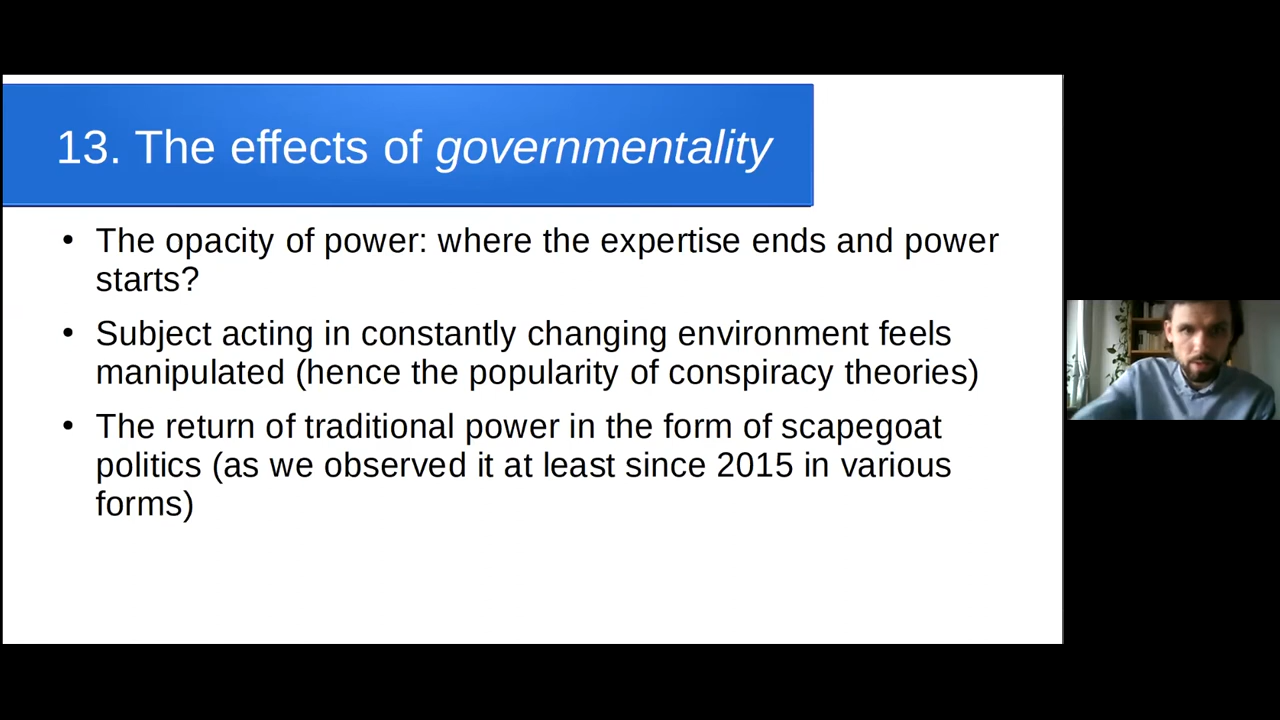 13. The effects of governmentality
• The opacity of power: where the expertise ends and power
starts?
• Subject acting in constantly changing environment feels
manipulated (hence the popularity of conspiracy theories)
• The return of traditional power in the form of scapegoat
politics (as we observed it at least since 2015 in various
forms)